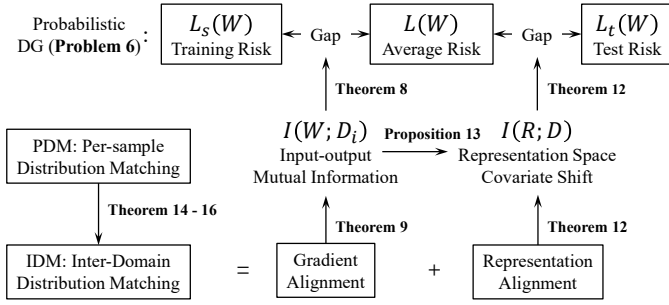 Probabilistic
DG (Problem 6):
L_s(W)
Training Risk
Gap
L(W)
Average Risk
Gap
L_t(W)
Test Risk
Theorem 8
Theorem 12
I(W; D_i)
Input-output
Mutual Information
Proposition 13
I(R; D)
Representation Space
Covariate Shift
PDM: Per-sample
Distribution Matching
Theorem 14 - 16
Theorem 9
Theorem 12
IDM: Inter-Domain
Distribution Matching
=
Gradient
Alignment
+
Representation
Alignment